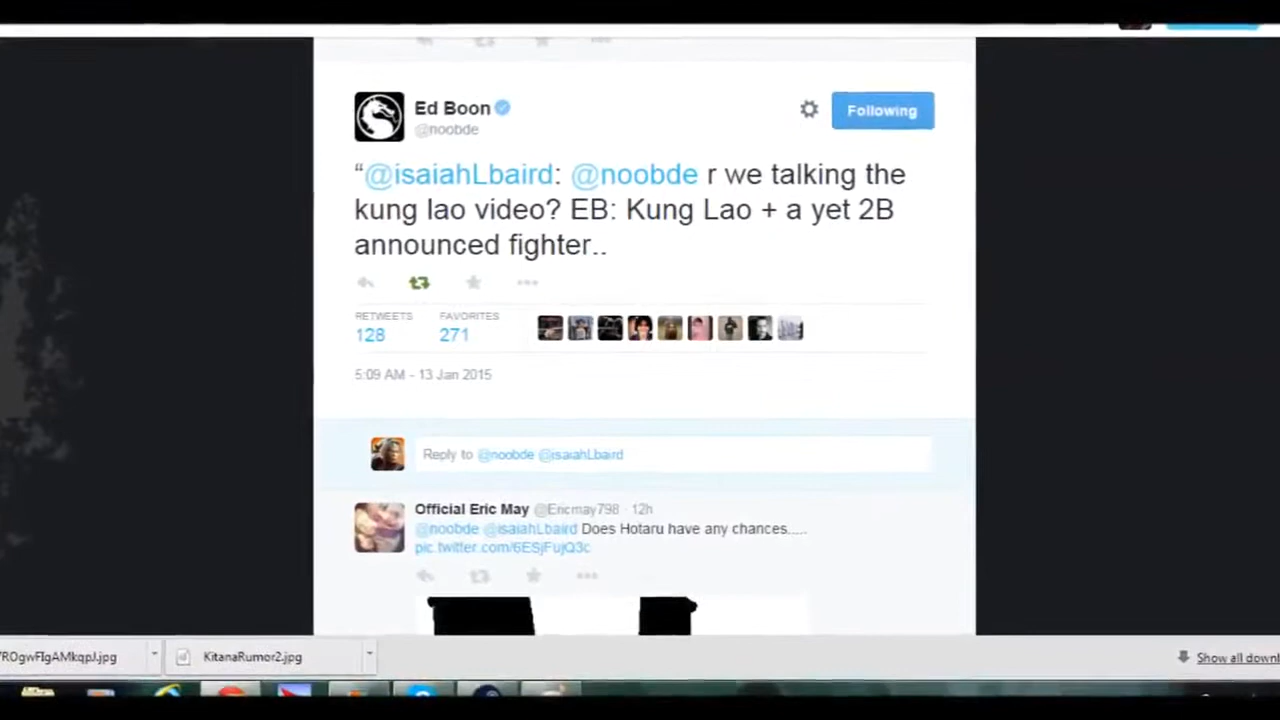 Ed Boon
@noobde
Following
“@isaiahLbaird: @noobde r we talking the
kung lao video? EB: Kung Lao + a yet 2B
announced fighter..
RETWEETS
FAVORITES
128
271
5:09 AM - 13 Jan 2015
Reply to @noobde @isaiahLbaird
Official Eric May @Ericmay798 · 12h
@noobde @isaiahLbaird Does Hotaru have any chances.....
pic.twitter.com/6ESjFujQ3c
KitanaRumor2.jpg
Show all downl